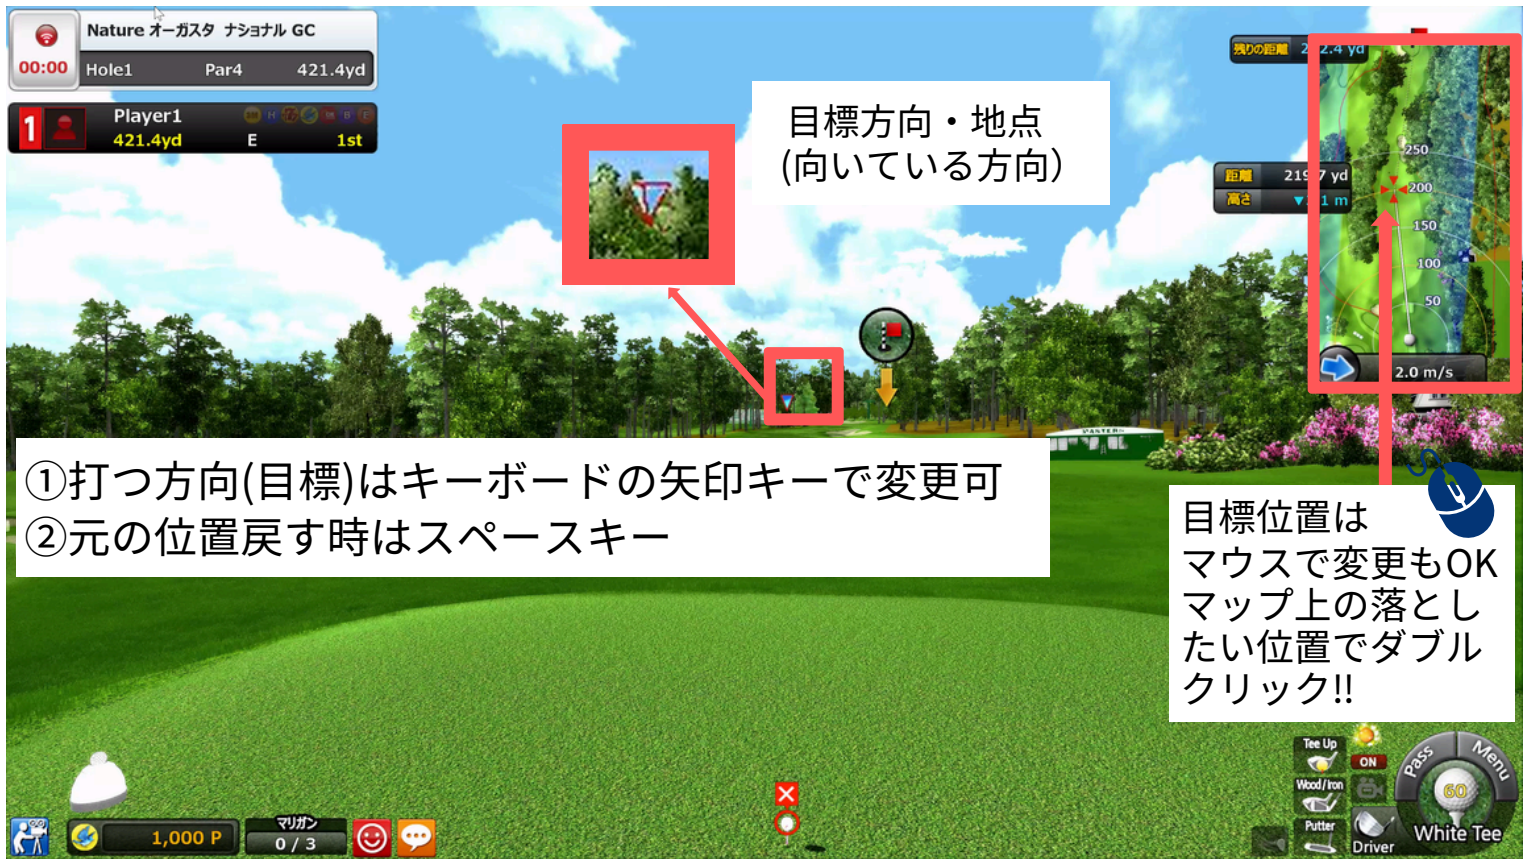 Nature オーガスタ ナショナル GC
00:00
Hole1 Par4 421.4yd
1
Player1
421.4yd E 1st
目標方向・地点
(向いている方向）
残りの距離
2.4 yd
距離
yd
高さ
1 m
250
200
150
100
50
2.0 m/s
①打つ方向(目標)はキーボードの矢印キーで変更可
②元の位置戻す時はスペースキー
目標位置は
マウスで変更もOK
マップ上の落とし
たい位置でダブル
クリック!!
1,000 P
マリガン
0 / 3
Tee Up
ON
Wood/Iron
Putter
Driver
Pass
Menu
60
White Tee